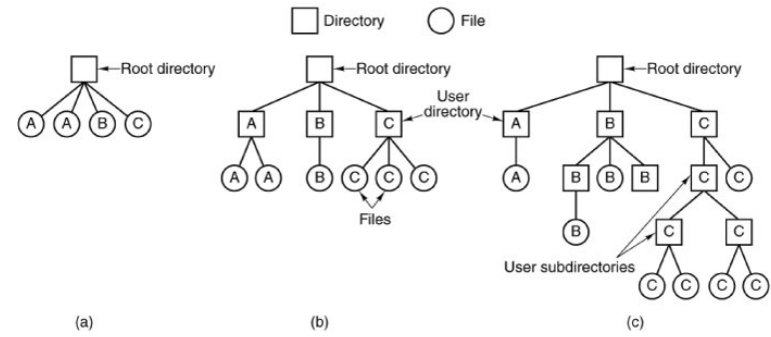 Directory File
Root directory
A A B C
Root directory
User directory
A B C
A A B C C C
Files
Root directory
A B C
A B B B C C
B C C
User subdirectories
C C C C
(a) (b) (c)